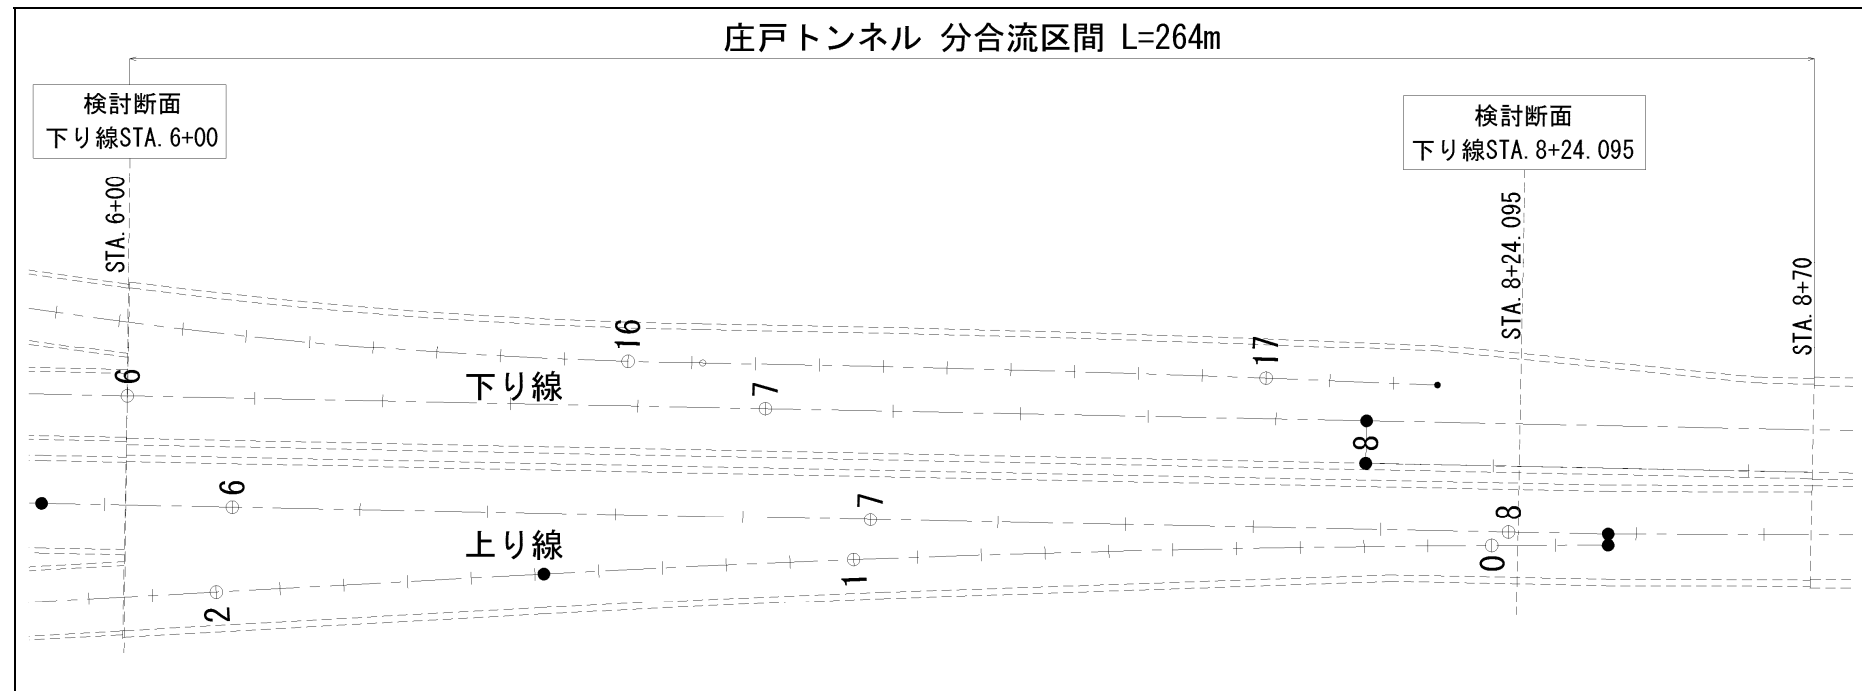 庄戸トンネル 分合流区間 L=264m
検討断面
下り線STA.6+00
検討断面
下り線STA.8+24.095
STA.6+00
STA.8+24.095
STA.8+70
16
17
6
下り線
7
8
6
7
8
上り線
2
1
0